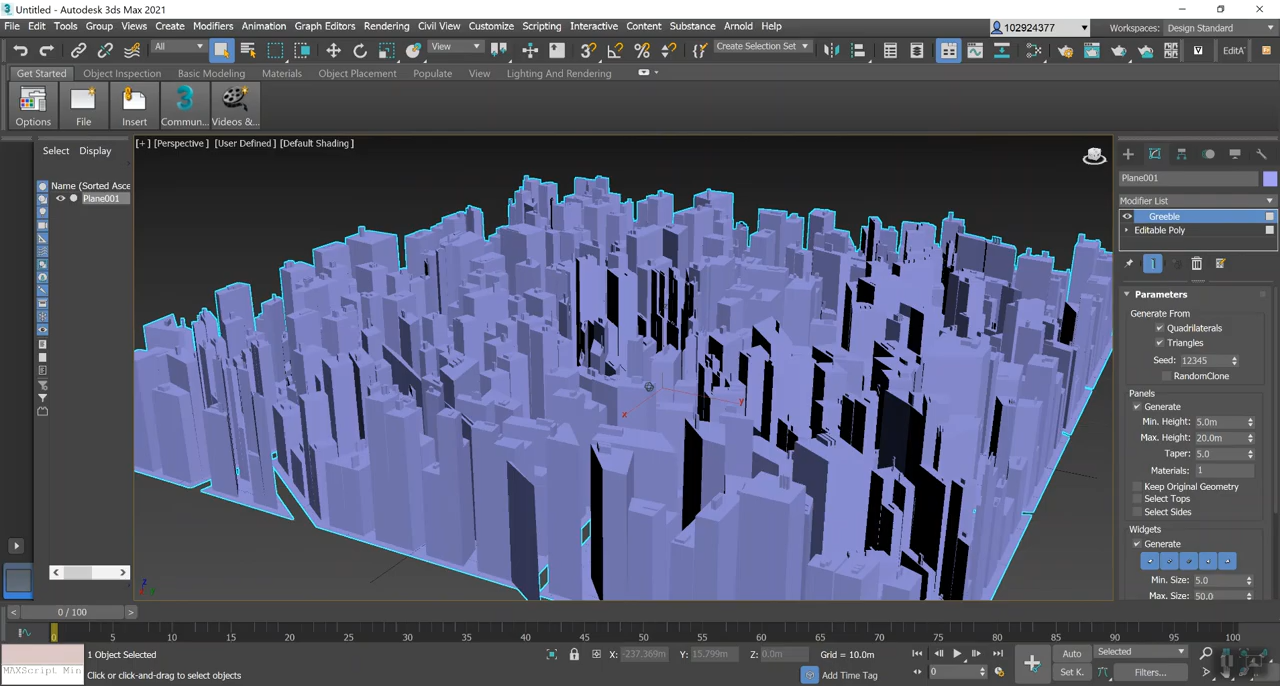 Untitled - Autodesk 3ds Max 2021
File Edit Tools Group Views Create Modifiers Animation Graph Editors Rendering Civil View Customize Scripting Interactive Content Substance Arnold Help 102924377 Workspaces: Design Standard
All View Create Selection Set EditA
Get Started Object Inspection Basic Modeling Materials Object Placement Populate View Lighting And Rendering
Options File Insert Commun... Videos &...
Select Display
[+] [Perspective ] [User Defined ] [Default Shading ]
Name (Sorted Asce
Plane001
x y
z
Plane001
Modifier List
Greeble
Editable Poly
Parameters
Generate From
Quadrilaterals
Triangles
Seed: 12345
RandomClone
Panels
Generate
Min. Height: 5.0m
Max. Height: 20.0m
Taper: 5.0
Materials: 1
Keep Original Geometry
Select Tops
Select Sides
Widgets
Generate
Min. Size: 5.0
Max. Size: 50.0
< 0 / 100 >
0 5 10 15 20 25 30 35 40 45 50 55 60 65 70 75 80 85 90 95 100
1 Object Selected X: -237.369m Y: 15.799m Z: 0.0m Grid = 10.0m Auto Selected
MAXScript Min Click or click-and-drag to select objects Add Time Tag 0 Set K. Filters...